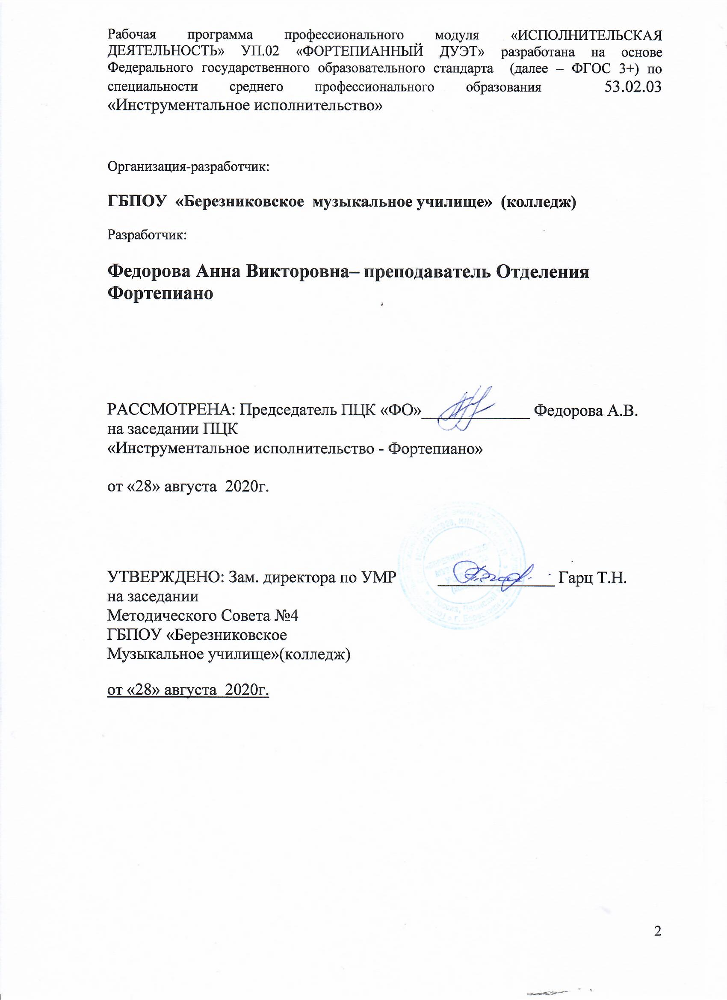 Рабочая программа профессионального модуля «ИСПОЛНИТЕЛЬСКАЯ
ДЕЯТЕЛЬНОСТЬ» УП.02 «ФОРТЕПИАННЫЙ ДУЭТ» разработана на основе
Федерального государственного образовательного стандарта (далее – ФГОС 3+) по
специальности среднего профессионального образования 53.02.03
«Инструментальное исполнительство»
Организация-разработчик:
ГБПОУ «Березниковское музыкальное училище» (колледж)
Разработчик:
Федорова Анна Викторовна– преподаватель Отделения
Фортепиано
РАССМОТРЕНА: Председатель ПЦК «ФО»_____________ Федорова А.В.
на заседании ПЦК
«Инструментальное исполнительство - Фортепиано»
от «28» августа 2020г.
УТВЕРЖДЕНО: Зам. директора по УМР ______________ Гарц Т.Н.
на заседании
Методического Совета №4
ГБПОУ «Березниковское
Музыкальное училище»(колледж)
от «28» августа 2020г.
2